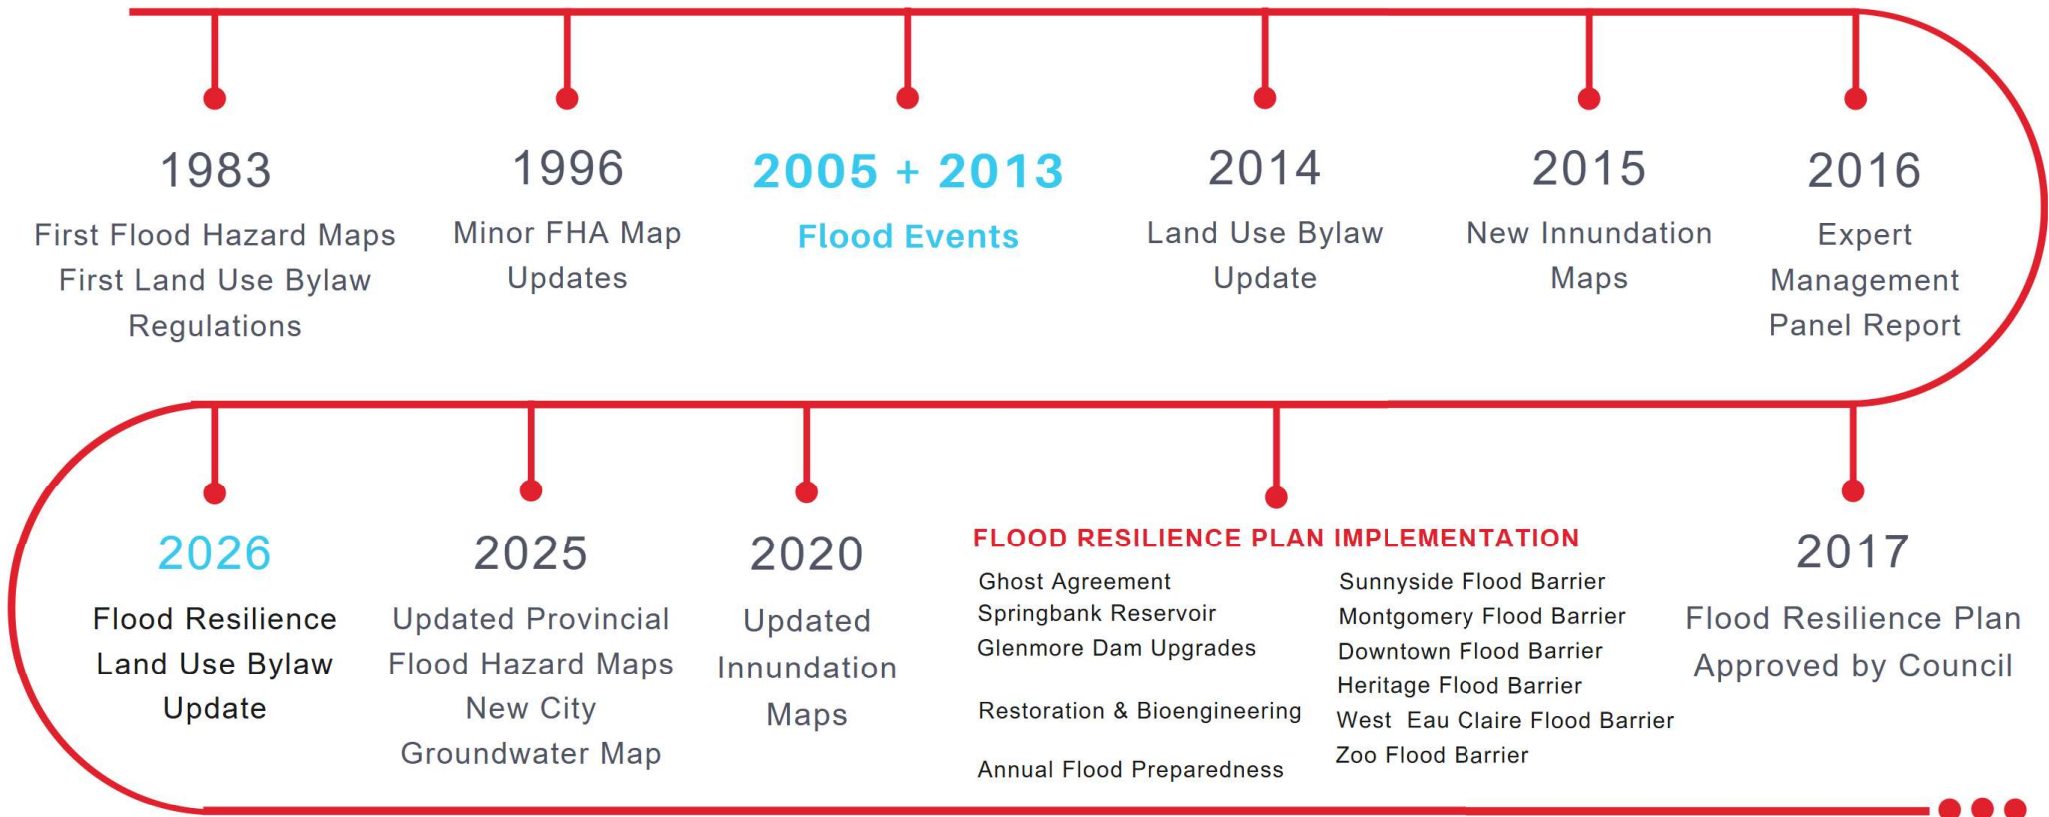 1983
First Flood Hazard Maps
First Land Use Bylaw
Regulations
1996
Minor FHA Map
Updates
2005 + 2013
Flood Events
2014
Land Use Bylaw
Update
2015
New Innundation
Maps
2016
Expert
Management
Panel Report
2017
Flood Resilience Plan
Approved by Council
FLOOD RESILIENCE PLAN IMPLEMENTATION
Ghost Agreement
Springbank Reservoir
Glenmore Dam Upgrades
Restoration & Bioengineering
Annual Flood Preparedness
Sunnyside Flood Barrier
Montgomery Flood Barrier
Downtown Flood Barrier
Heritage Flood Barrier
West Eau Claire Flood Barrier
Zoo Flood Barrier
2020
Updated
Innundation
Maps
2025
Updated Provincial
Flood Hazard Maps
New City
Groundwater Map
2026
Flood Resilience
Land Use Bylaw
Update